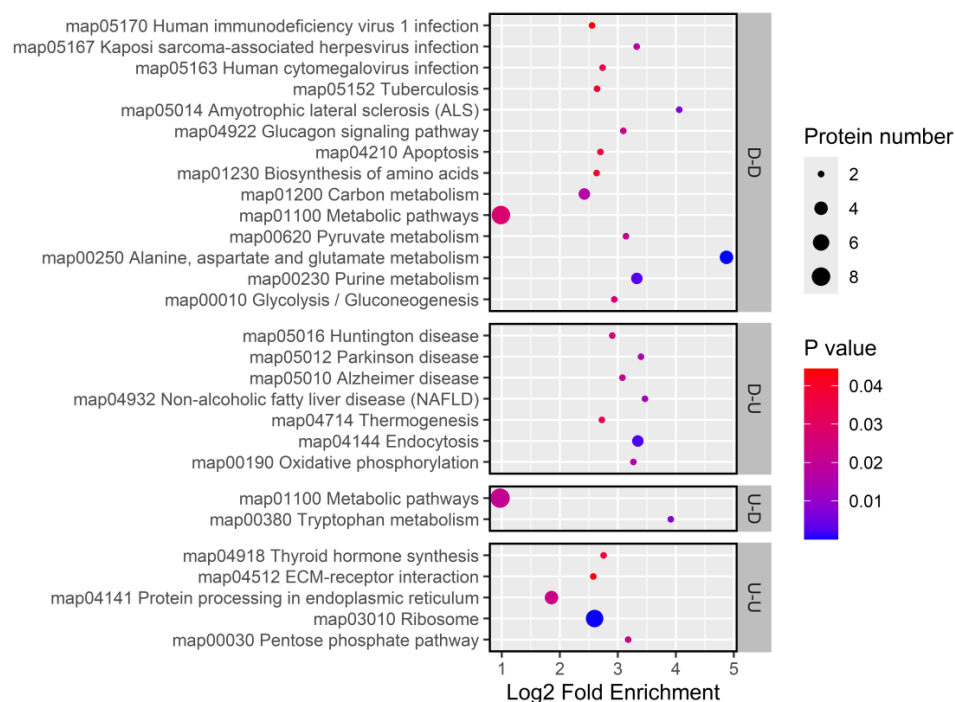 map05170 Human immunodeficiency virus 1 infection
map05167 Kaposi sarcoma-associated herpesvirus infection
map05163 Human cytomegalovirus infection
map05152 Tuberculosis
map05014 Amyotrophic lateral sclerosis (ALS)
map04922 Glucagon signaling pathway
map04210 Apoptosis
map01230 Biosynthesis of amino acids
map01200 Carbon metabolism
map01100 Metabolic pathways
map00620 Pyruvate metabolism
map00250 Alanine, aspartate and glutamate metabolism
map00230 Purine metabolism
map00010 Glycolysis / Gluconeogenesis
D-D
map05016 Huntington disease
map05012 Parkinson disease
map05010 Alzheimer disease
map04932 Non-alcoholic fatty liver disease (NAFLD)
map04714 Thermogenesis
map04144 Endocytosis
map00190 Oxidative phosphorylation
D-U
map01100 Metabolic pathways
map00380 Tryptophan metabolism
U-D
map04918 Thyroid hormone synthesis
map04512 ECM-receptor interaction
map04141 Protein processing in endoplasmic reticulum
map03010 Ribosome
map00030 Pentose phosphate pathway
U-U
1 2 3 4 5
Log2 Fold Enrichment
Protein number
2
4
6
8
P value
0.04
0.03
0.02
0.01